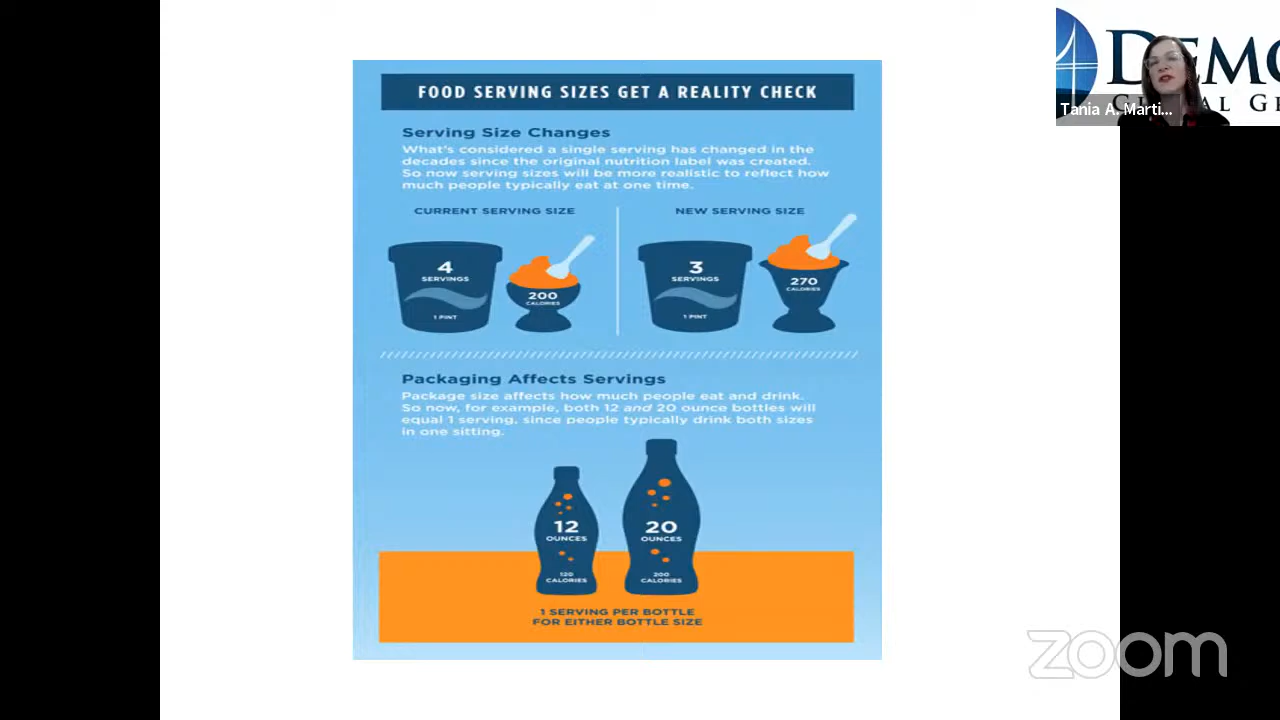 FOOD SERVING SIZES GET A REALITY CHECK
Serving Size Changes
What's considered a single serving has changed in the
decades since the original nutrition label was created.
So now serving sizes will be more realistic to reflect how
much people typically eat at one time.
CURRENT SERVING SIZE
4
SERVINGS
1 PINT
200
CALORIES
NEW SERVING SIZE
3
SERVINGS
1 PINT
270
CALORIES
Packaging Affects Servings
Package size affects how much people eat and drink.
So now, for example, both 12 and 20 ounce bottles will
equal 1 serving, since people typically drink both sizes
in one sitting.
12
OUNCES
120
CALORIES
20
OUNCES
200
CALORIES
1 SERVING PER BOTTLE
FOR EITHER BOTTLE SIZE
DEMO
Tania A. Marti...
zoom